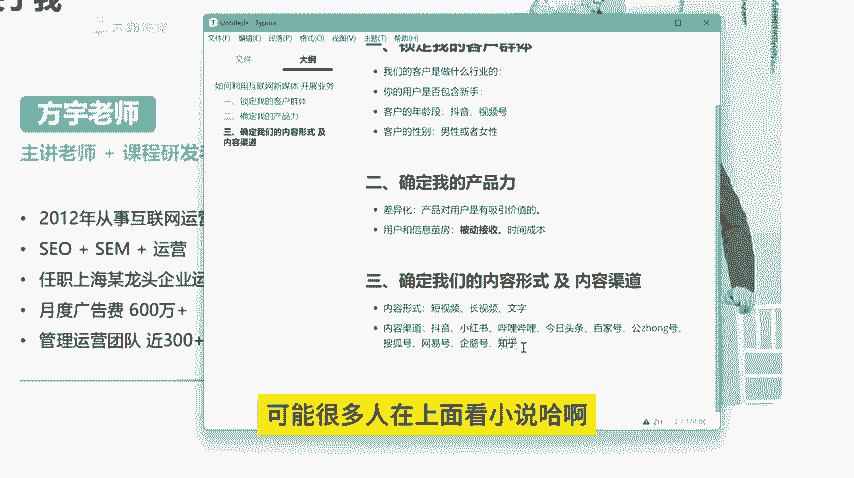 于我
方宇老师
主讲老师 + 课程研发
• 2012年从事互联网运营
• SEO + SEM + 运营
• 任职上海某龙头企业运
• 月度广告费 600万+
• 管理运营团队 近300+
Untitled• - Typora
文件(F) 编辑(E) 段落(P) 格式(O) 视图(V) 主题(T) 帮助(H)
文件 大纲
如何利用互联网新媒体 开展业务
一、锁定我的客户群体
二、确定我的产品力
三、确定我们的内容形式 及
内容渠道
一、锁定我的客户群体
• 我们的客户是做什么行业的：
• 你的用户是否包含新手：
• 客户的年龄段：抖音、视频号
• 客户的性别：男性或者女性
二、确定我的产品力
• 差异化：产品对用户是有吸引价值的。
• 用户和信息茧房：被动接收。时间成本
三、确定我们的内容形式 及 内容渠道
• 内容形式：短视频、长视频、文字
• 内容渠道：抖音、小红书、哔哩哔哩、今日头条、百家号、公zhong号、
搜狐号、网易号、企鹅号、知乎
可能很多人在上面看小说哈啊